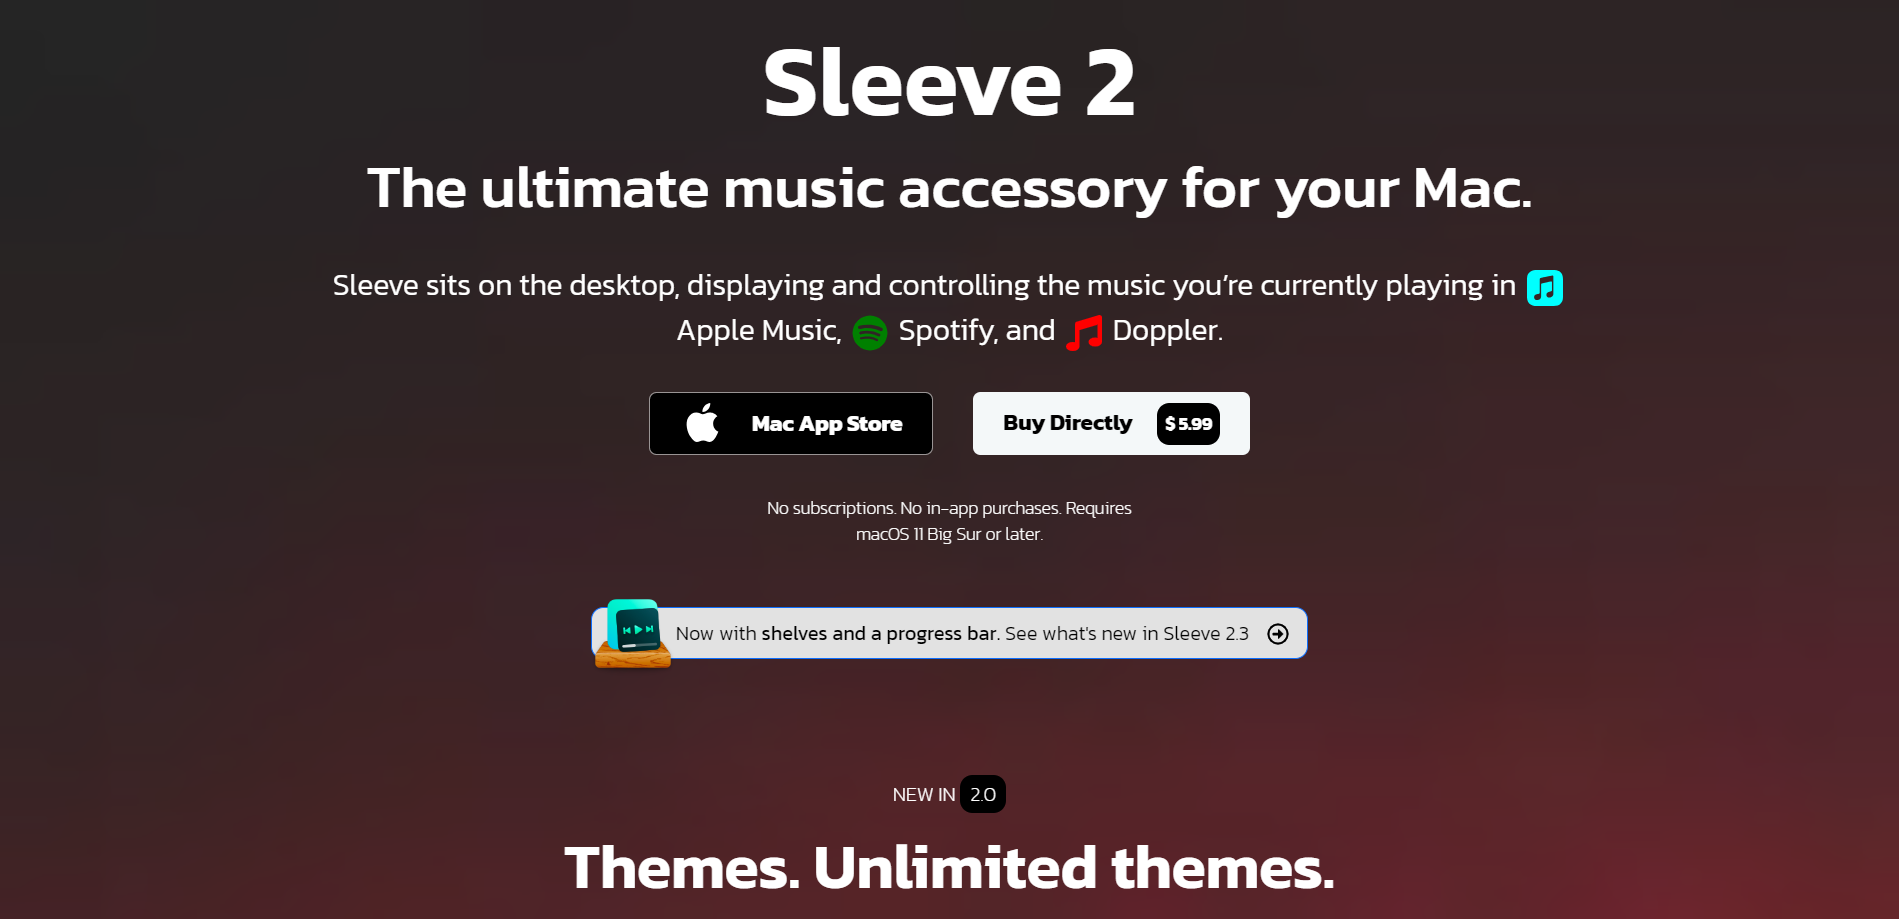 Sleeve 2
The ultimate music accessory for your Mac.
Sleeve sits on the desktop, displaying and controlling the music you’re currently playing in
Apple Music, Spotify, and Doppler.
Mac App Store
Buy Directly $ 5.99
No subscriptions. No in-app purchases. Requires
macOS 11 Big Sur or later.
Now with shelves and a progress bar. See what's new in Sleeve 2.3
NEW IN 2.0
Themes. Unlimited themes.